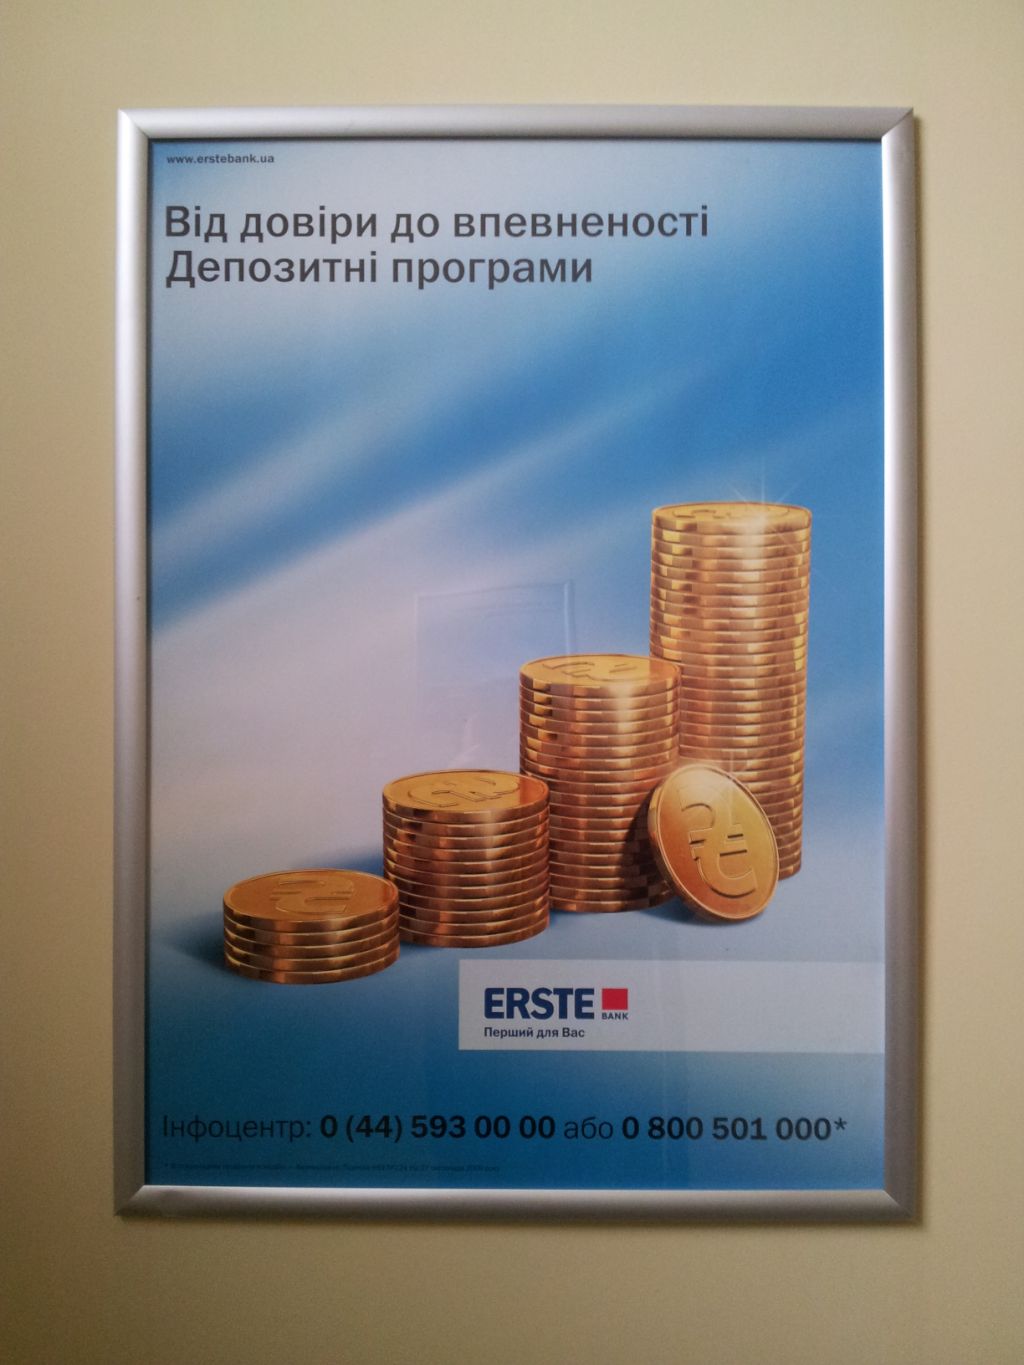 www.erstebank.ua
Від довіри до впевненості
Депозитні програми
ERSTE
BANK
Перший для Вас
Інфоцентр: 0 (44) 593 00 00 або 0 800 501 000*